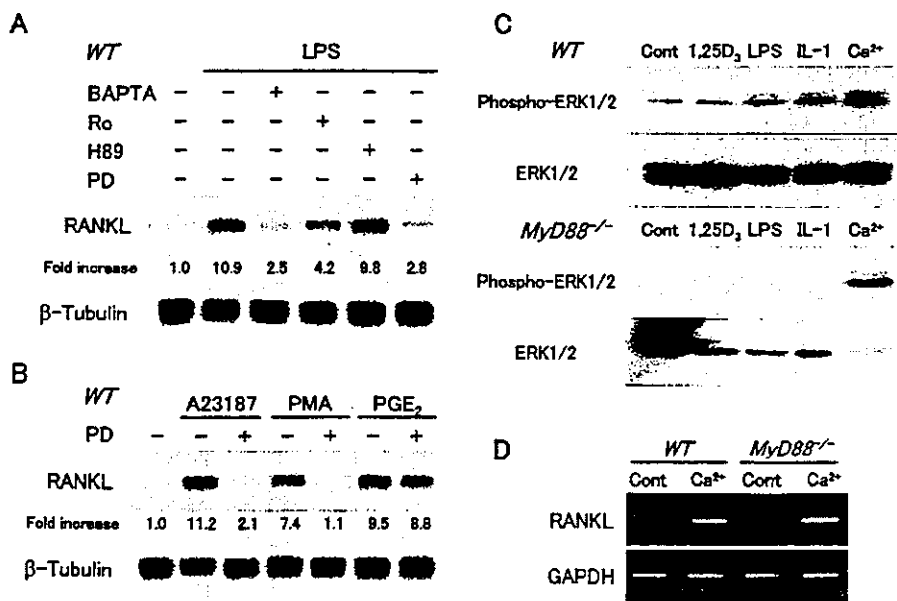 A
WT LPS
BAPTA – – + – – –
Ro – – – + – –
H89 – – – – + –
PD – – – – – +
RANKL
Fold increase 1.0 10.9 2.5 4.2 9.8 2.8
β-Tubulin
B
WT A23187 PMA PGE₂
PD – – + – + – +
RANKL
Fold increase 1.0 11.2 2.1 7.4 1.1 9.5 8.8
β-Tubulin
C
WT Cont 1,25D₃ LPS IL-1 Ca²⁺
Phospho-ERK1/2
ERK1/2
MyD88⁻/⁻ Cont 1,25D₃ LPS IL-1 Ca²⁺
Phospho-ERK1/2
ERK1/2
D
WT MyD88⁻/⁻
Cont Ca²⁺ Cont Ca²⁺
RANKL
GAPDH